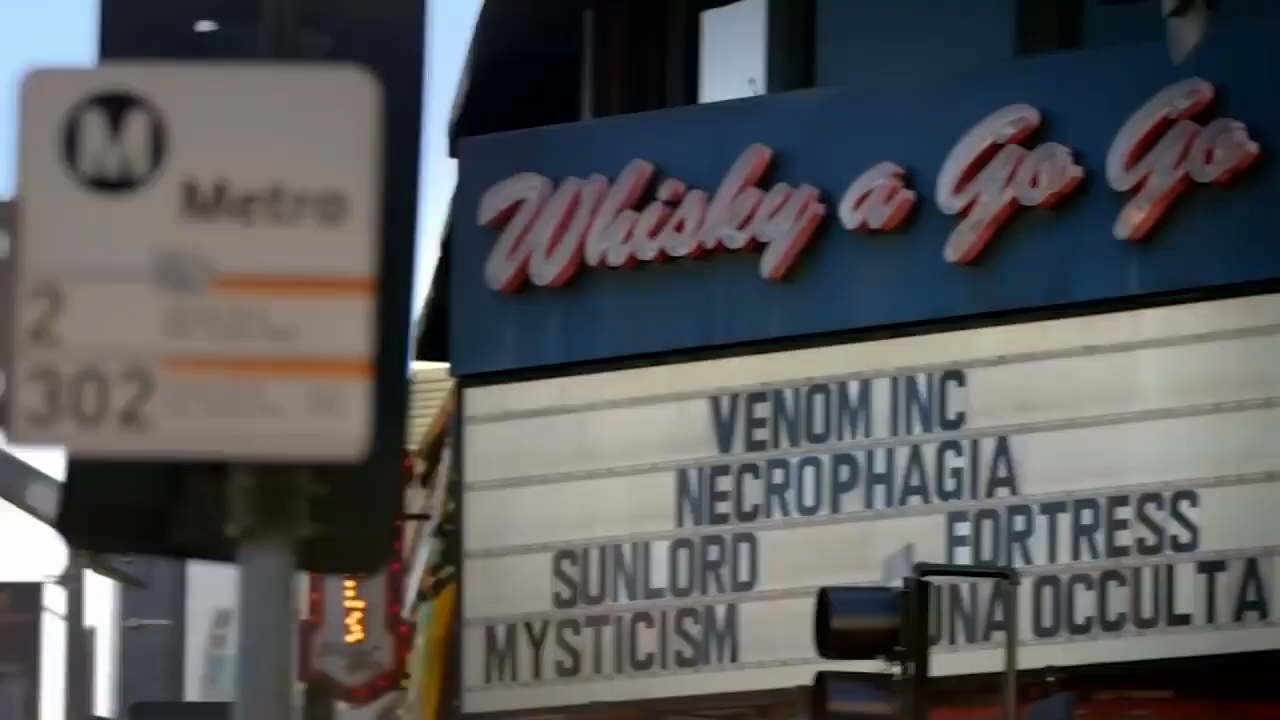 M
Metro
2
302
Whisky a Go Go
VENOM INC
NECROPHAGIA
SUNLORD FORTRESS
MYSTICISM UNA OCCULTA